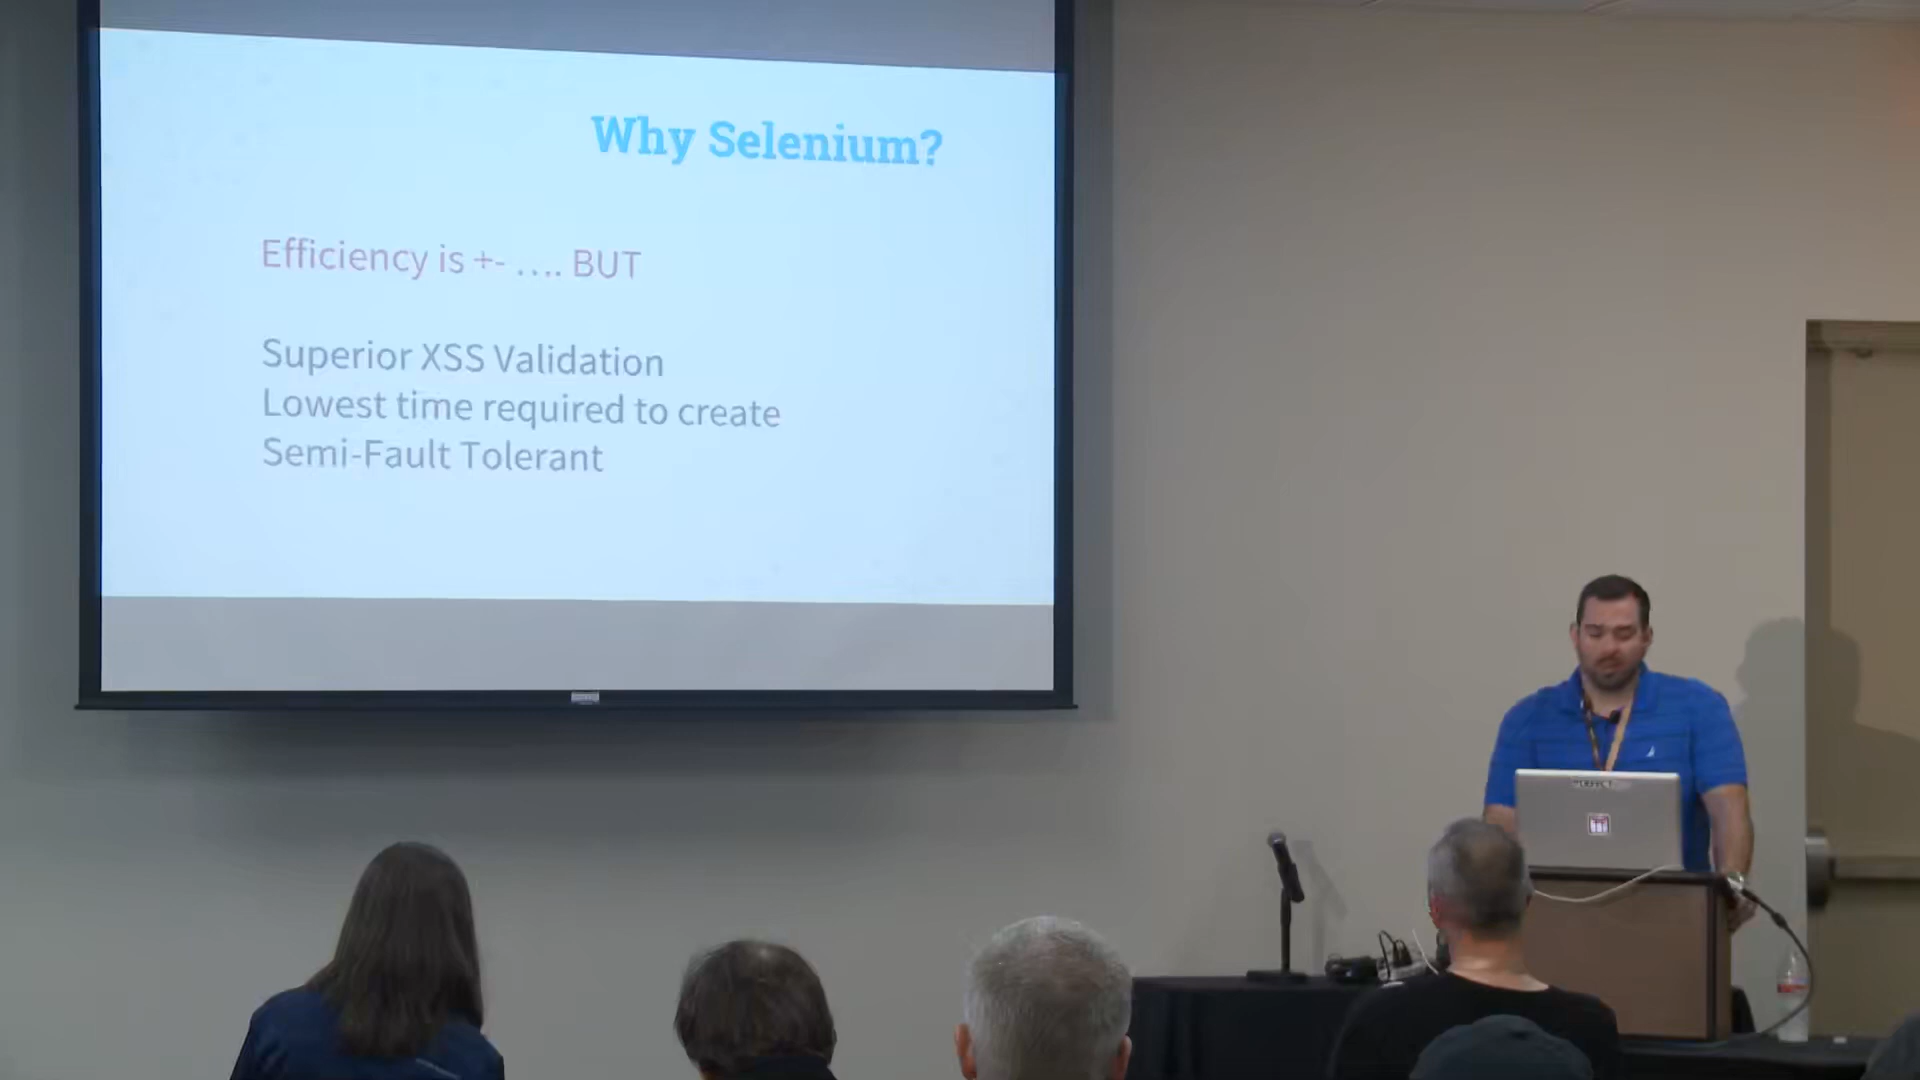 Why Selenium?
Efficiency is +- .... BUT
Superior XSS Validation
Lowest time required to create
Semi-Fault Tolerant